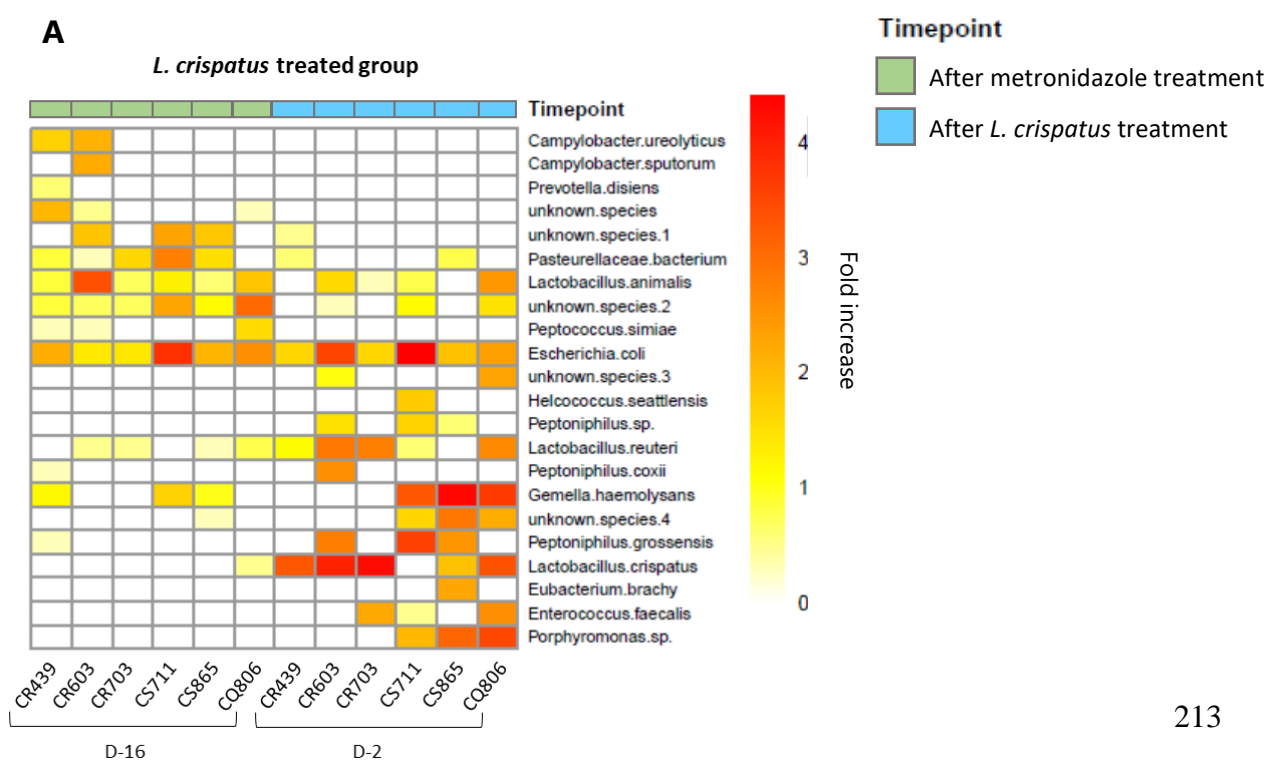 A
L. crispatus treated group
Timepoint
Campylobacter.ureolyticus
Campylobacter.sputorum
Prevotella.disiens
unknown.species
unknown.species.1
Pasteurellaceae.bacterium
Lactobacillus.animalis
unknown.species.2
Peptococcus.simiae
Escherichia.coli
unknown.species.3
Helcococcus.seattlensis
Peptoniphilus.sp.
Lactobacillus.reuteri
Peptoniphilus.coxii
Gemella.haemolysans
unknown.species.4
Peptoniphilus.grossensis
Lactobacillus.crispatus
Eubacterium.brachy
Enterococcus.faecalis
Porphyromonas.sp.
CR439
CR603
CR703
CS711
CS865
CQ806
CR439
CR603
CR703
CS711
CS865
CQ806
D-16
D-2
4
3
2
1
0
Fold increase
Timepoint
After metronidazole treatment
After L. crispatus treatment
213